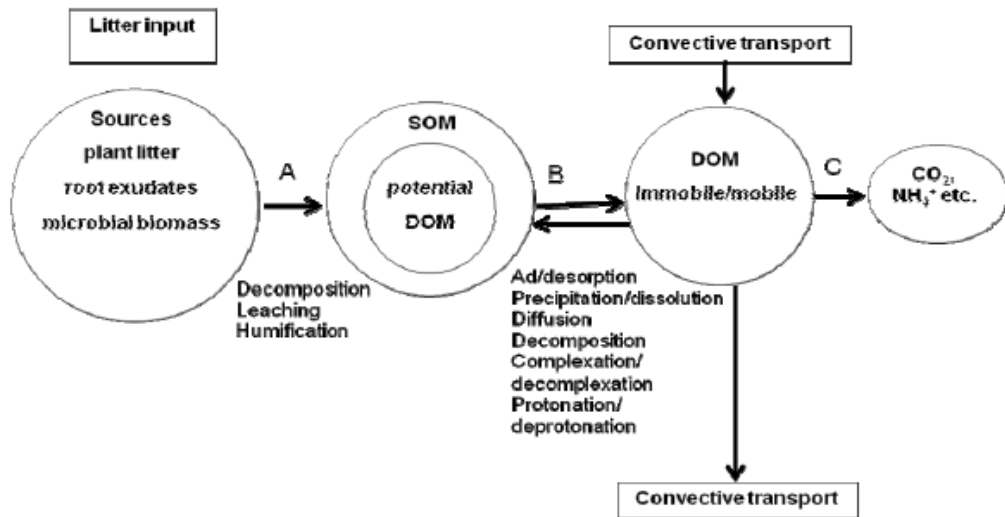 Litter input
Convective transport
Sources
plant litter
root exudates
microbial biomass
A
Decomposition
Leaching
Humification
SOM
potential
DOM
B
Ad/desorption
Precipitation/dissolution
Diffusion
Decomposition
Complexation/
decomplexation
Protonation/
deprotonation
DOM
immobile/mobile
C
CO₂,
NH₄⁺ etc.
Convective transport